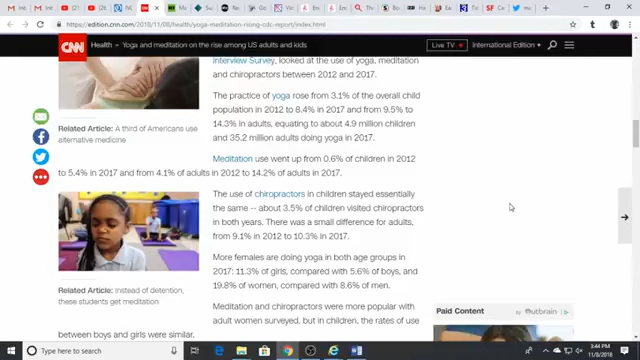 https://edition.cnn.com/2018/11/08/health/yoga-meditation-rising-cdc-report/index.html
CNN
Health » Yoga and meditation on the rise among US adults and kids
Live TV
International Edition +
Interview Survey, looked at the use of yoga, meditation
and chiropractors between 2012 and 2017.
The practice of yoga rose from 3.1% of the overall child
population in 2012 to 8.4% in 2017 and from 9.5% to
14.3% in adults, equating to about 4.9 million children
and 35.2 million adults doing yoga in 2017.
Related Article: A third of Americans use
alternative medicine
Meditation use went up from 0.6% of children in 2012
to 5.4% in 2017 and from 4.1% of adults in 2012 to 14.2% of adults in 2017.
The use of chiropractors in children stayed essentially
the same -- about 3.5% of children visited chiropractors
in both years. There was a small difference for adults,
from 9.1% in 2012 to 10.3% in 2017.
More females are doing yoga in both age groups in
2017: 11.3% of girls, compared with 5.6% of boys, and
19.8% of women, compared with 8.6% of men.
Related Article: Instead of detention,
these students get meditation
Meditation and chiropractors were more popular with
adult women surveyed, but in children, the rates of use
between boys and girls were similar.
Paid Content
by Outbrain
Type here to search
3:44 PM
11/8/2018